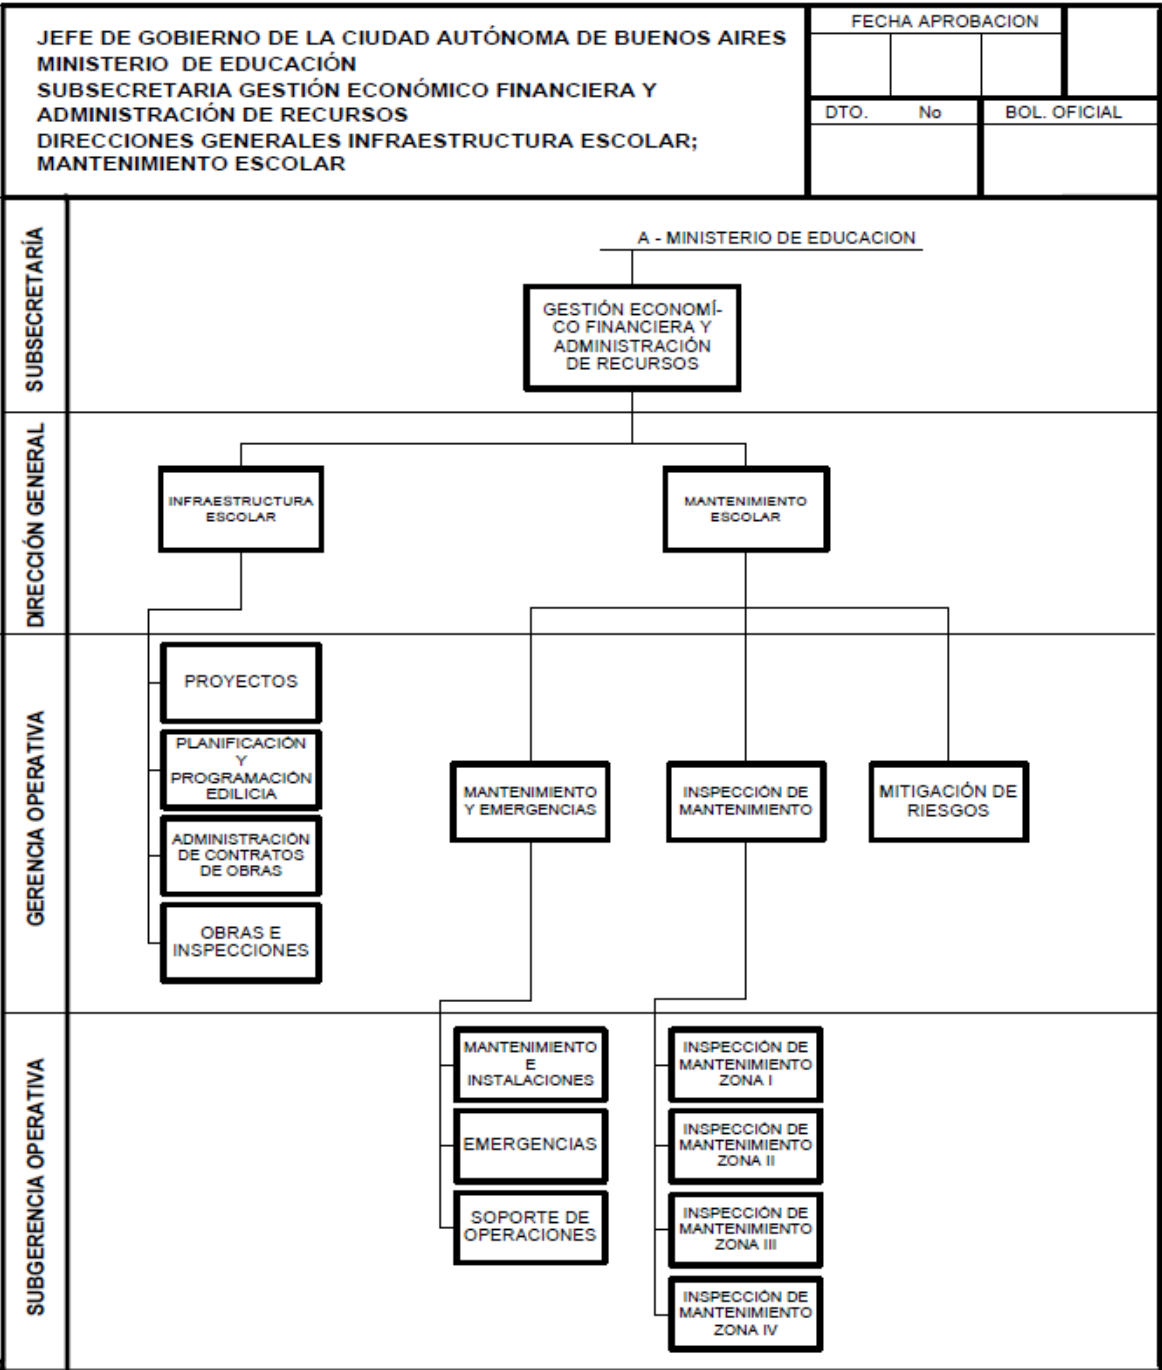 JEFE DE GOBIERNO DE LA CIUDAD AUTÓNOMA DE BUENOS AIRES
MINISTERIO DE EDUCACIÓN
SUBSECRETARIA GESTIÓN ECONÓMICO FINANCIERA Y
ADMINISTRACIÓN DE RECURSOS
DIRECCIONES GENERALES INFRAESTRUCTURA ESCOLAR;
MANTENIMIENTO ESCOLAR
FECHA APROBACION
DTO. No
BOL. OFICIAL
SUBSECRETARÍA
A - MINISTERIO DE EDUCACION
GESTIÓN ECONOMÍ-
CO FINANCIERA Y
ADMINISTRACIÓN
DE RECURSOS
DIRECCIÓN GENERAL
INFRAESTRUCTURA
ESCOLAR
MANTENIMIENTO
ESCOLAR
GERENCIA OPERATIVA
PROYECTOS
PLANIFICACIÓN
Y
PROGRAMACIÓN
EDILICIA
ADMINISTRACIÓN
DE CONTRATOS
DE OBRAS
OBRAS E
INSPECCIONES
MANTENIMIENTO
Y EMERGENCIAS
INSPECCIÓN DE
MANTENIMIENTO
MITIGACIÓN DE
RIESGOS
SUBGERENCIA OPERATIVA
MANTENIMIENTO
E
INSTALACIONES
EMERGENCIAS
SOPORTE DE
OPERACIONES
INSPECCIÓN DE
MANTENIMIENTO
ZONA I
INSPECCIÓN DE
MANTENIMIENTO
ZONA II
INSPECCIÓN DE
MANTENIMIENTO
ZONA III
INSPECCIÓN DE
MANTENIMIENTO
ZONA IV